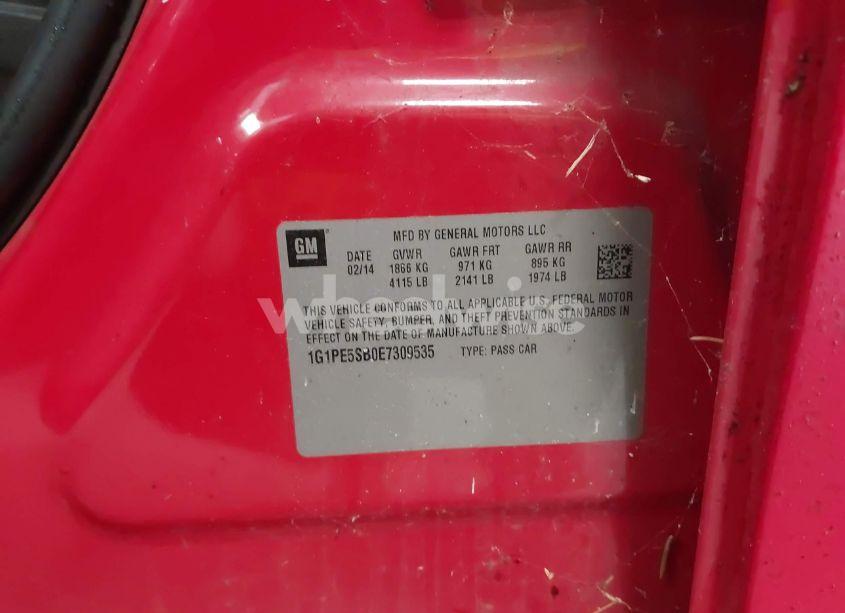 GM
MFD BY GENERAL MOTORS LLC
DATE GVWR GAWR FRT GAWR RR
02/14 1866 KG 971 KG 895 KG
4115 LB 2141 LB 1974 LB
THIS VEHICLE CONFORMS TO ALL APPLICABLE U.S. FEDERAL MOTOR
VEHICLE SAFETY, BUMPER, AND THEFT PREVENTION STANDARDS IN
EFFECT ON THE DATE OF MANUFACTURE SHOWN ABOVE.
1G1PE5SB0E7309535 TYPE: PASS CAR